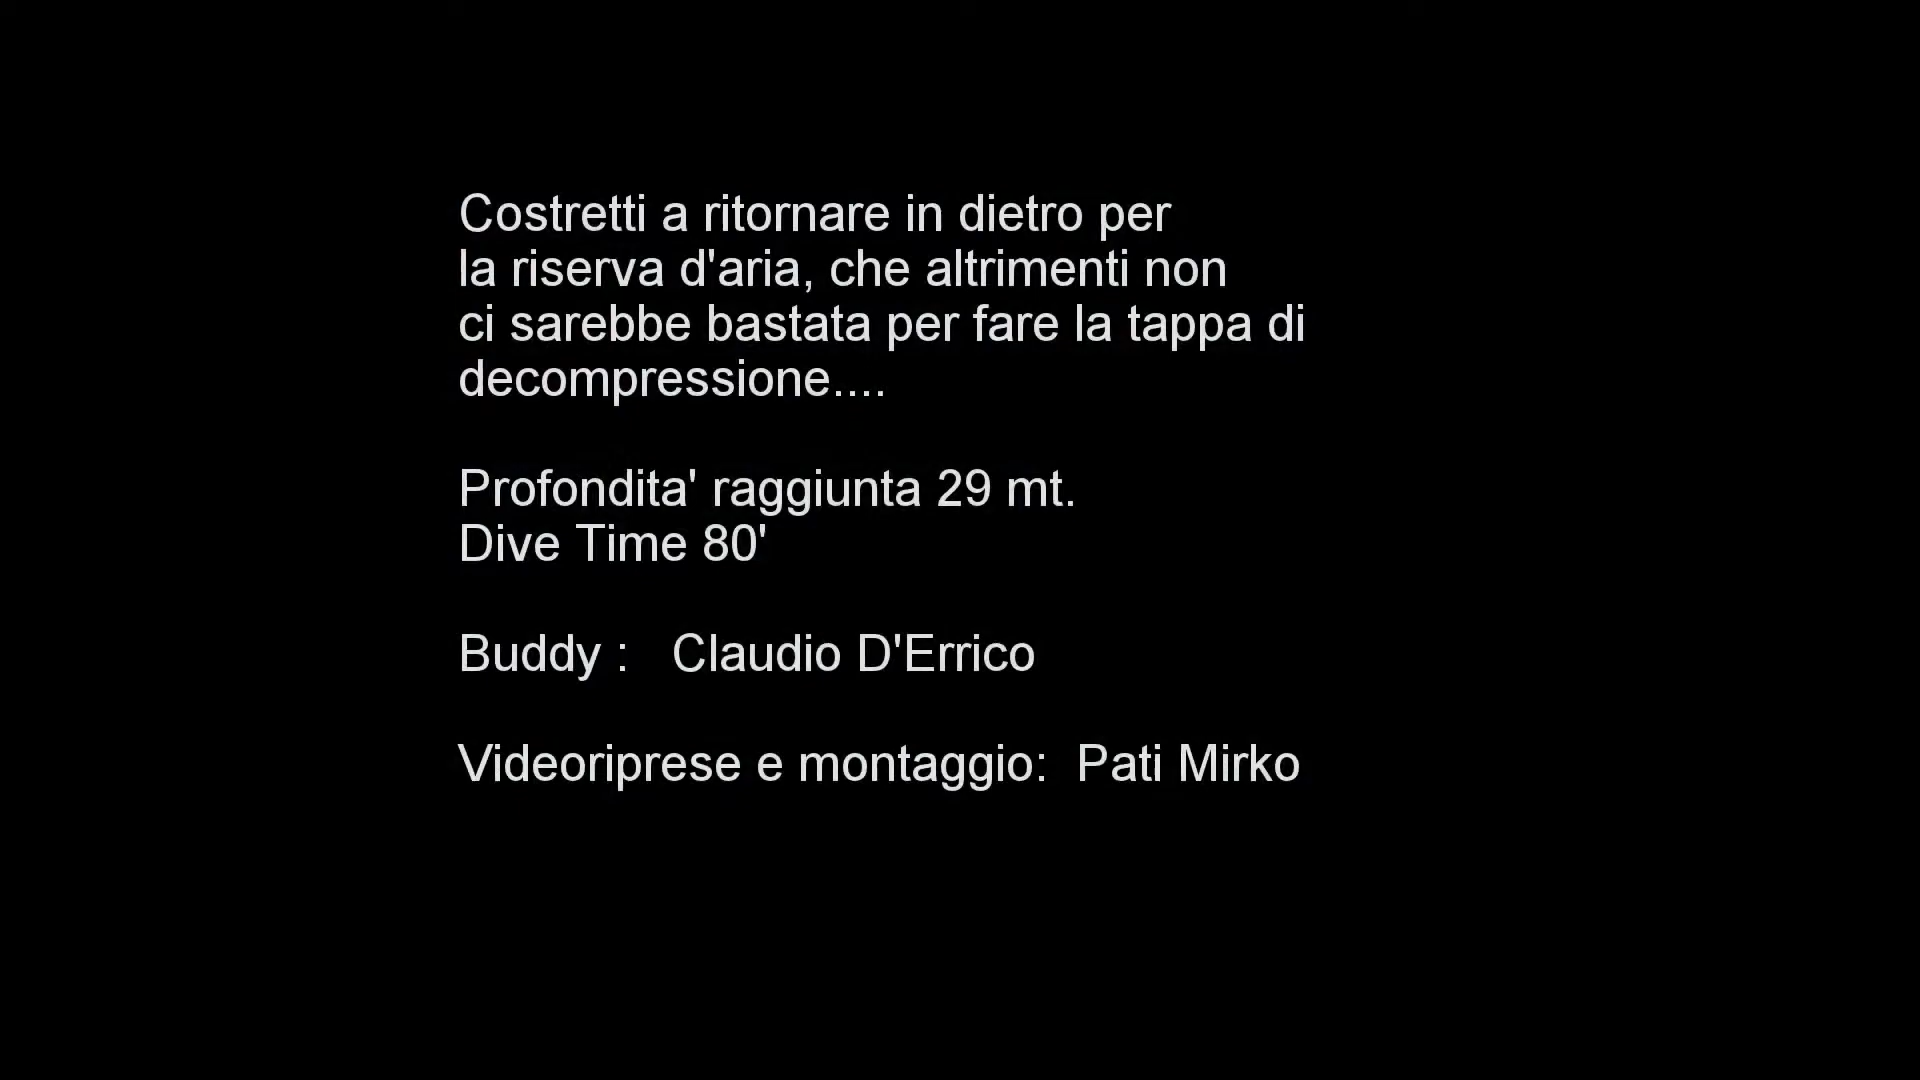 Costretti a ritornare in dietro per
la riserva d'aria, che altrimenti non
ci sarebbe bastata per fare la tappa di
decompressione....
Profondita' raggiunta 29 mt.
Dive Time 80'
Buddy :   Claudio D'Errico
Videoriprese e montaggio:  Pati Mirko